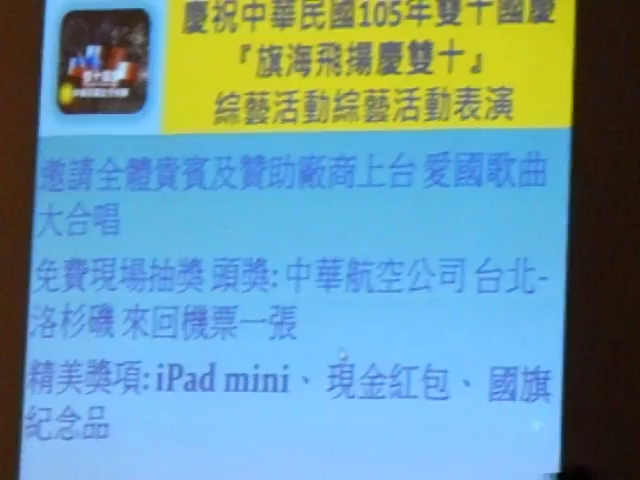 慶祝中華民國105年雙十國慶
『旗海飛揚慶雙十』
綜藝活動綜藝活動表演
邀請全體貴賓及贊助廠商上台 愛國歌曲
大合唱
免費現場抽獎 頭獎: 中華航空公司 台北-
洛杉磯 來回機票一張
精美獎項: iPad mini、 現金紅包、 國旗
紀念品